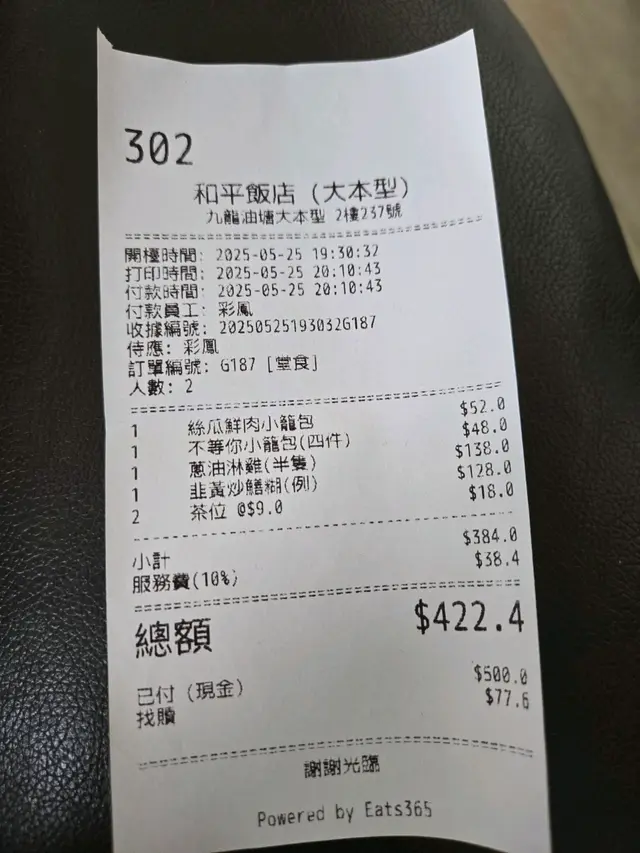 302
和平飯店 (大本型)
九龍油塘大本型 2樓237號
開檯時間: 2025-05-25 19:30:32
打印時間: 2025-05-25 20:10:43
付款時間: 2025-05-25 20:10:43
付款員工: 彩鳳
收據編號: 20250525193032G187
侍應: 彩鳳
訂單編號: G187 [堂食]
人數: 2
1 絲瓜鮮肉小籠包 $52.0
1 不等你小籠包(四件) $48.0
1 蔥油淋雞(半隻) $138.0
1 韭黃炒鱔糊(例) $128.0
2 茶位 @$9.0 $18.0
小計 $384.0
服務費(10%) $38.4
總額 $422.4
已付 (現金) $500.0
找贖 $77.6
謝謝光臨
Powered by Eats365